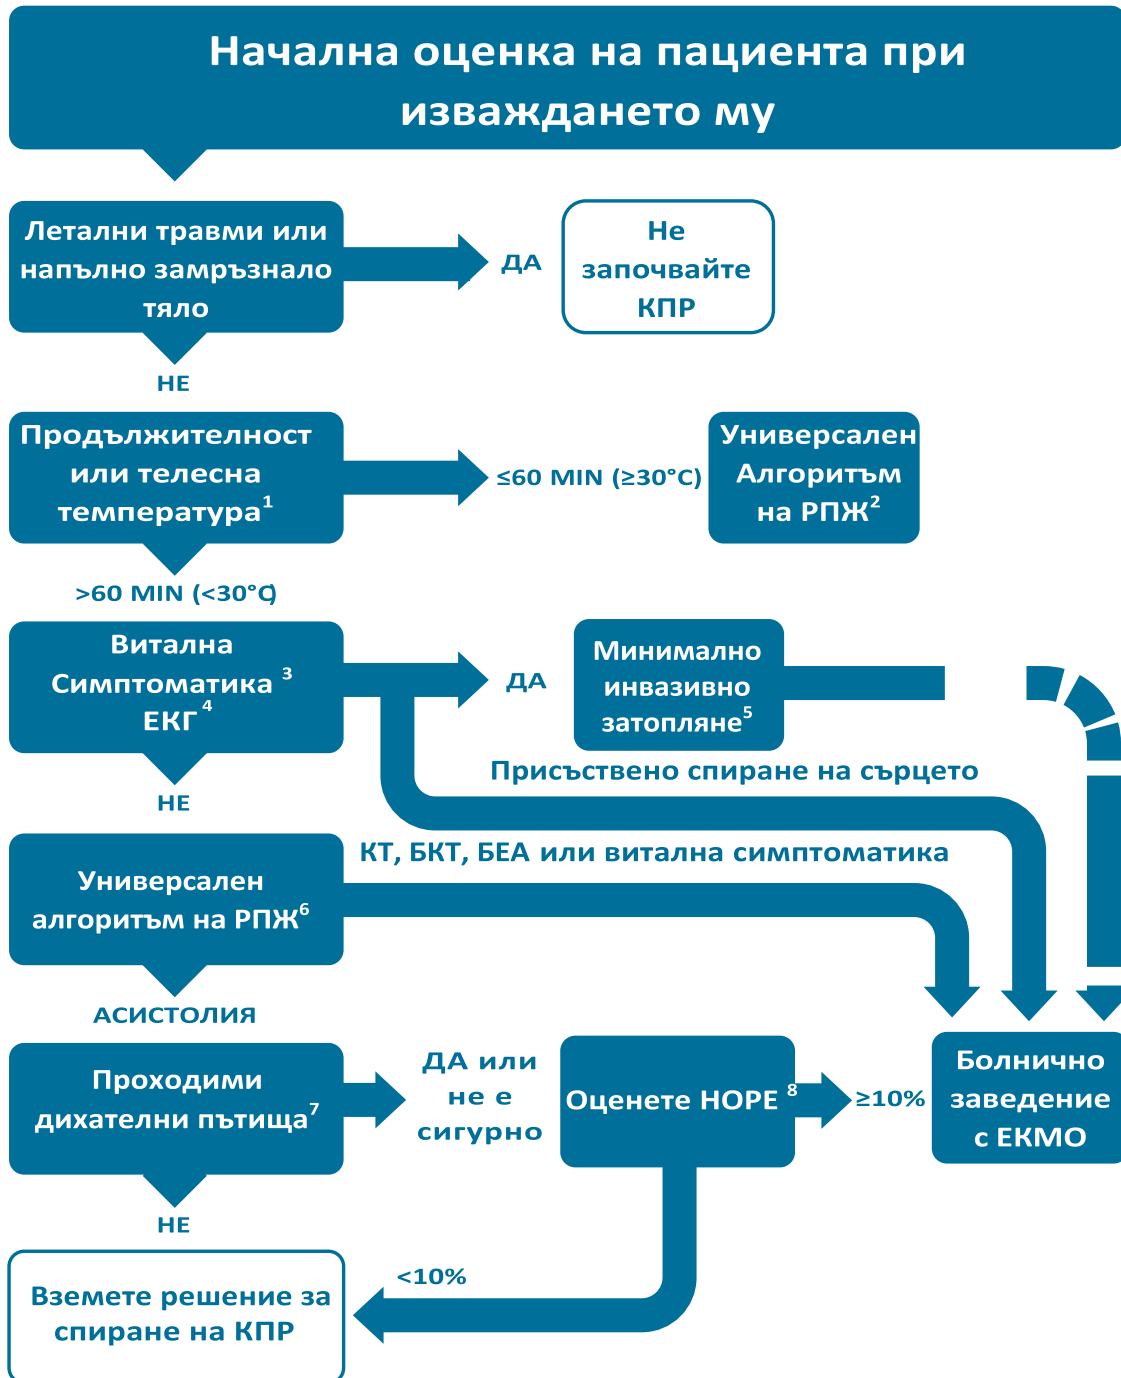 Начална оценка на пациента при
изваждането му
Летални травми или
напълно замръзнало
тяло
ДА
Не
започвайте
КПР
НЕ
Продължителност
или телесна
температура1
≤60 MIN (≥30°C)
Универсален
Алгоритъм
на РПЖ2
>60 MIN (<30°C)
Витална
Симптоматика 3
ЕКГ 4
ДА
Минимално
инвазивно
затопляне5
Присъствено спиране на сърцето
НЕ
КТ, БКТ, БЕА или витална симптоматика
Универсален
алгоритъм на РПЖ6
АСИСТОЛИЯ
Проходими
дихателни пътища7
ДА или
не е
сигурно
Оценете HOPE 8
≥10%
Болнично
заведение
с ЕКМО
НЕ
<10%
Вземете решение за
спиране на КПР